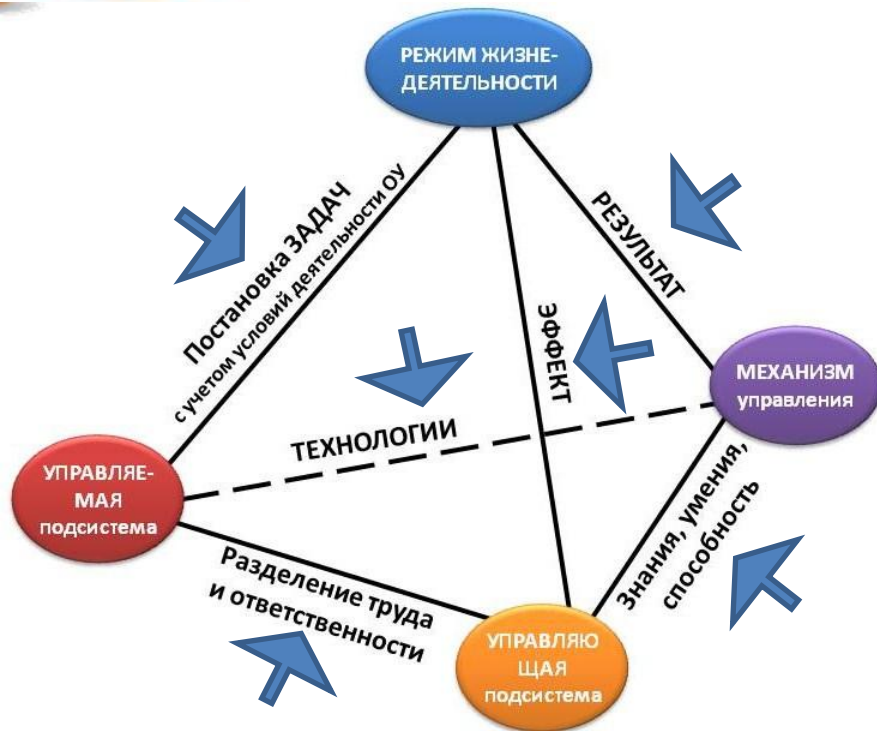 РЕЖИМ ЖИЗНЕ-
ДЕЯТЕЛЬНОСТИ
Постановка ЗАДАЧ
с учетом условий деятельности ОУ
РЕЗУЛЬТАТ
ЭФФЕКТ
МЕХАНИЗМ
управления
ТЕХНОЛОГИИ
УПРАВЛЯЕ-
МАЯ
подсистема
Разделение труда
и ответственности
Знания, умения,
способность
УПРАВЛЯЮ
ЩАЯ
подсистема